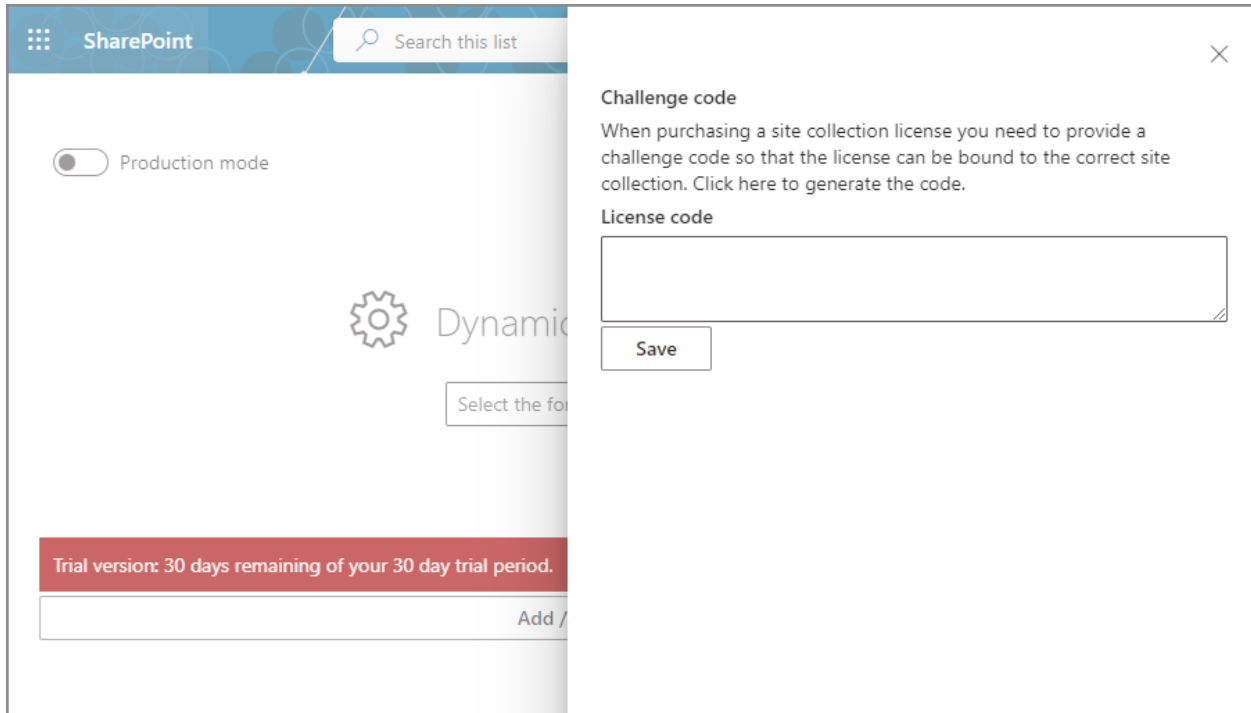 SharePoint
Search this list
Production mode
Dynamic
Select the for
Trial version: 30 days remaining of your 30 day trial period.
Add /
Challenge code
When purchasing a site collection license you need to provide a
challenge code so that the license can be bound to the correct site
collection. Click here to generate the code.
License code
Save